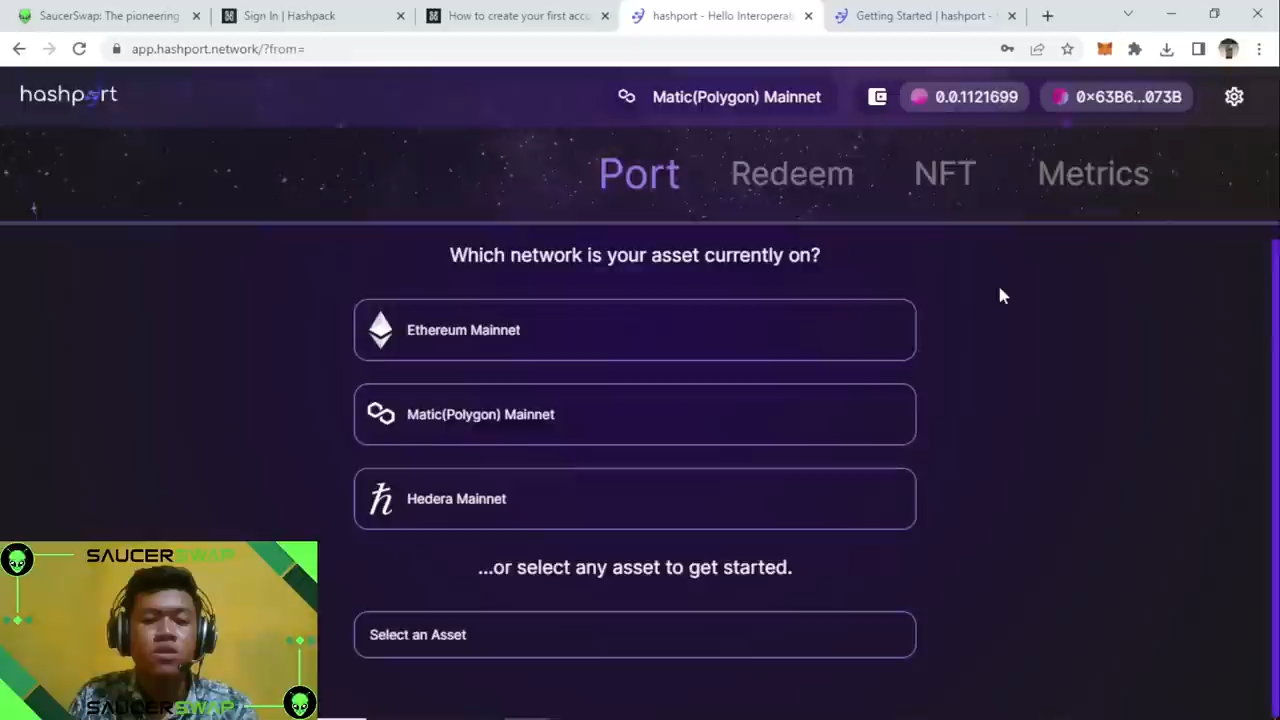 SaucerSwap: The pioneering
Sign In | Hashpack
How to create your first acco
hashport - Hello Interoperab
Getting Started | hashport -
app.hashport.network/?from=
hashport
Matic(Polygon) Mainnet
0.0.1121699
0×63B6...073B
Port
Redeem
NFT
Metrics
Which network is your asset currently on?
Ethereum Mainnet
Matic(Polygon) Mainnet
Hedera Mainnet
...or select any asset to get started.
Select an Asset
SAUCERSWAP
SAUCERSWAP